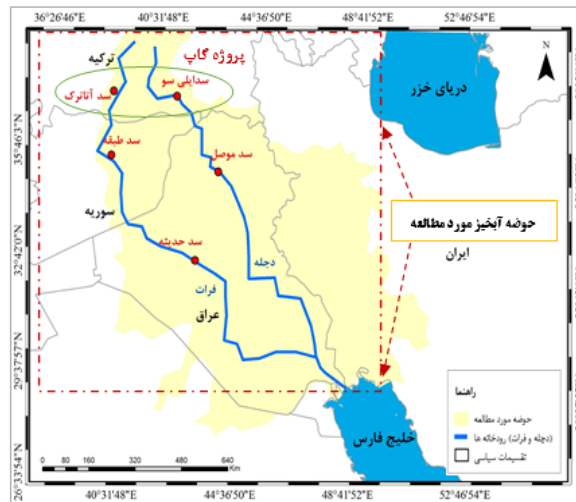 36°26'46"E 40°31'48"E 44°36'50"E 48°41'52"E 52°46'54"E
پروژه گاپ
ترکیه
N
سد آتاترک
سدایلی سو
دریای خزر
35°46'3"N
سد طبقه
سد موصل
سوریه
حوضه آبخیز مورد مطالعه
32°42'0"N
سد حدیثه
دجله
ایران
فرات
عراق
29°37'57"N
راهنما
حوضه مورد مطالعه
(دجله و فرات) رودخانه ها
تقسیمات سیاسی
خلیج فارس
0 80 160 320 480 640
Km
26°33'54"N
40°31'48"E 44°36'50"E 48°41'52"E 52°46'54"E